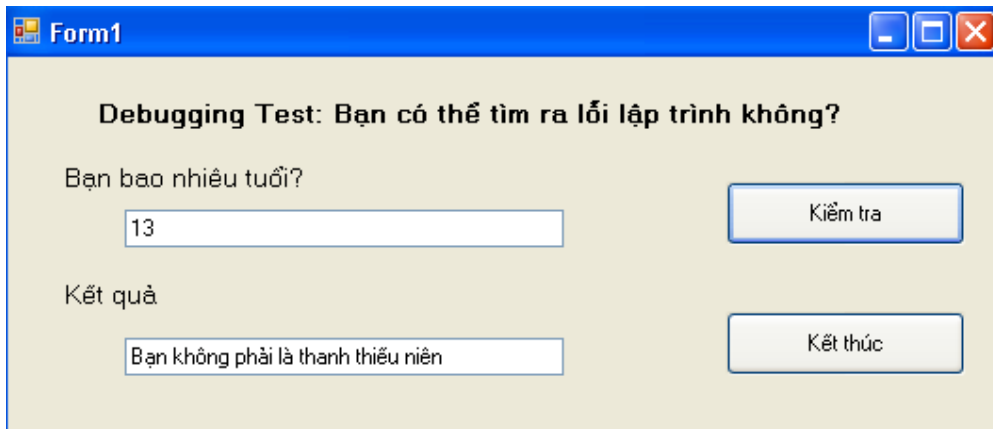 Form1
Debugging Test: Bạn có thể tìm ra lỗi lập trình không?
Bạn bao nhiêu tuổi?
13
Kiểm tra
Kết quả
Bạn không phải là thanh thiếu niên
Kết thúc